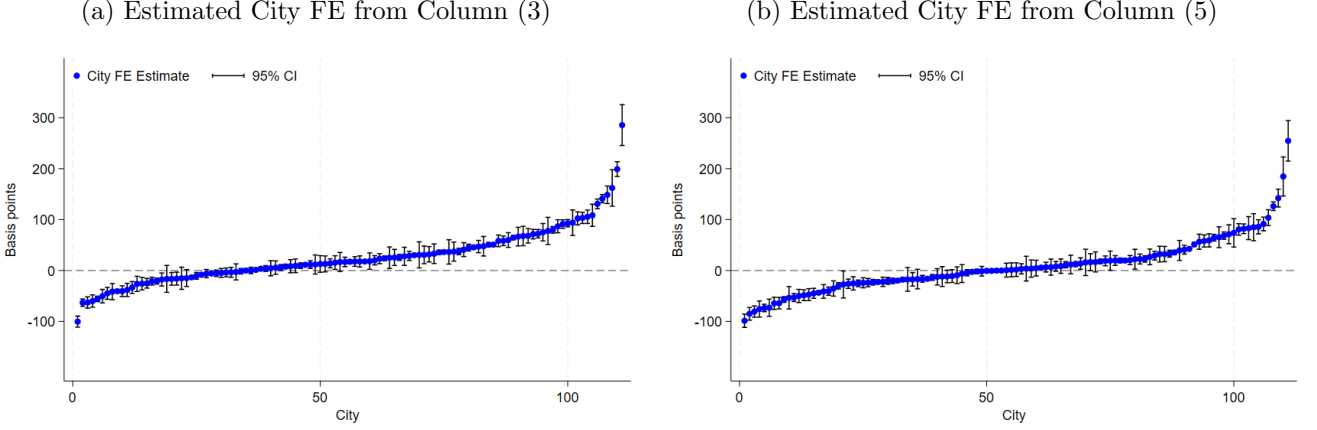 (a) Estimated City FE from Column (3)
City FE Estimate 95% CI
300
200
100
0
-100
Basis points
0 50 100
City
(b) Estimated City FE from Column (5)
City FE Estimate 95% CI
300
200
100
0
-100
Basis points
0 50 100
City